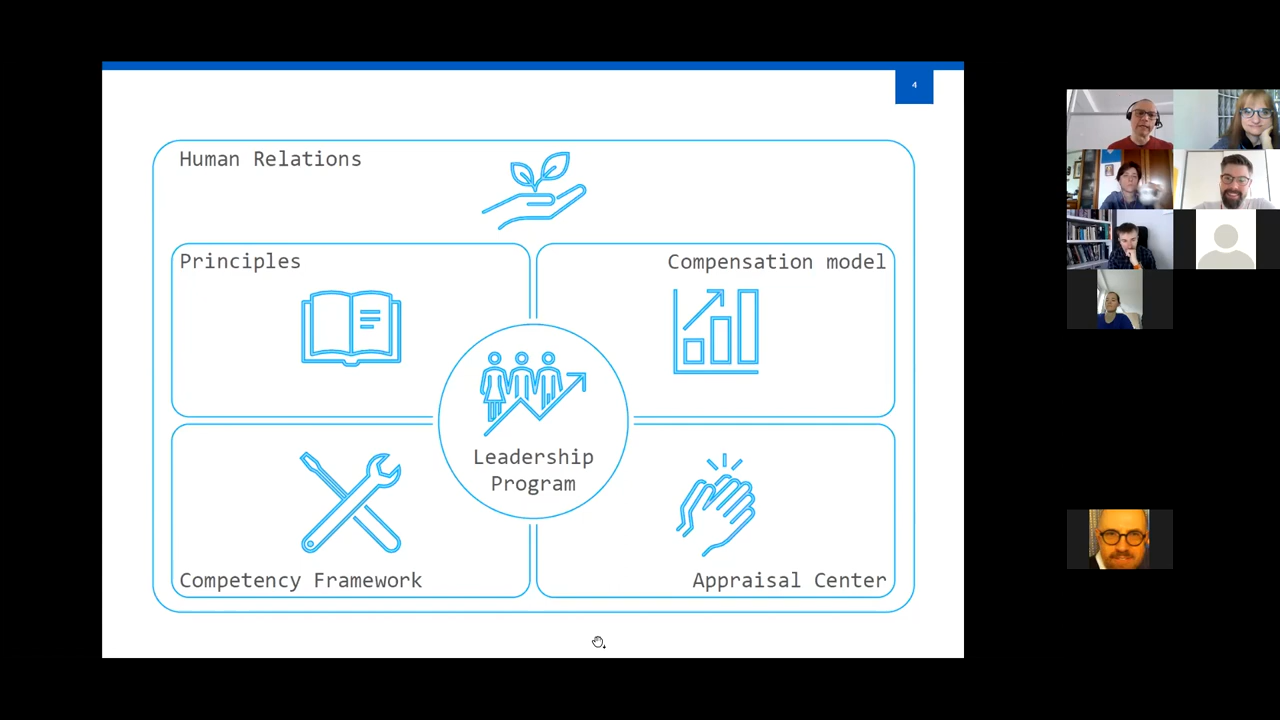 4
Human Relations
Principles
Compensation model
Leadership
Program
Competency Framework
Appraisal Center